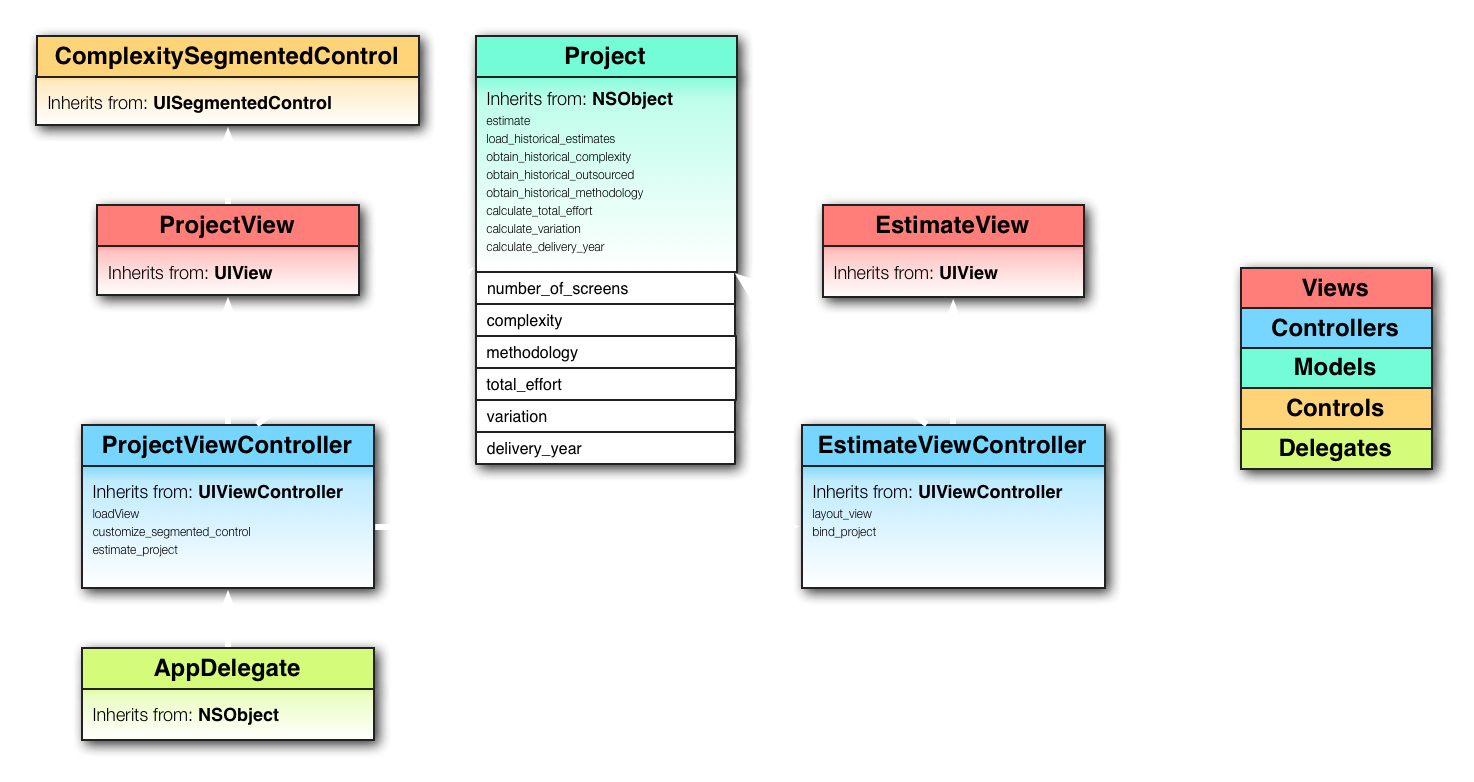 ComplexitySegmentedControl
Inherits from: UISegmentedControl
Project
Inherits from: NSObject
estimate
load_historical_estimates
obtain_historical_complexity
obtain_historical_outsourced
obtain_historical_methodology
calculate_total_effort
calculate_variation
calculate_delivery_year
number_of_screens
complexity
methodology
total_effort
variation
delivery_year
ProjectView
Inherits from: UIView
EstimateView
Inherits from: UIView
Views
Controllers
Models
Controls
Delegates
ProjectViewController
Inherits from: UIViewController
loadView
customize_segmented_control
estimate_project
EstimateViewController
Inherits from: UIViewController
layout_view
bind_project
AppDelegate
Inherits from: NSObject